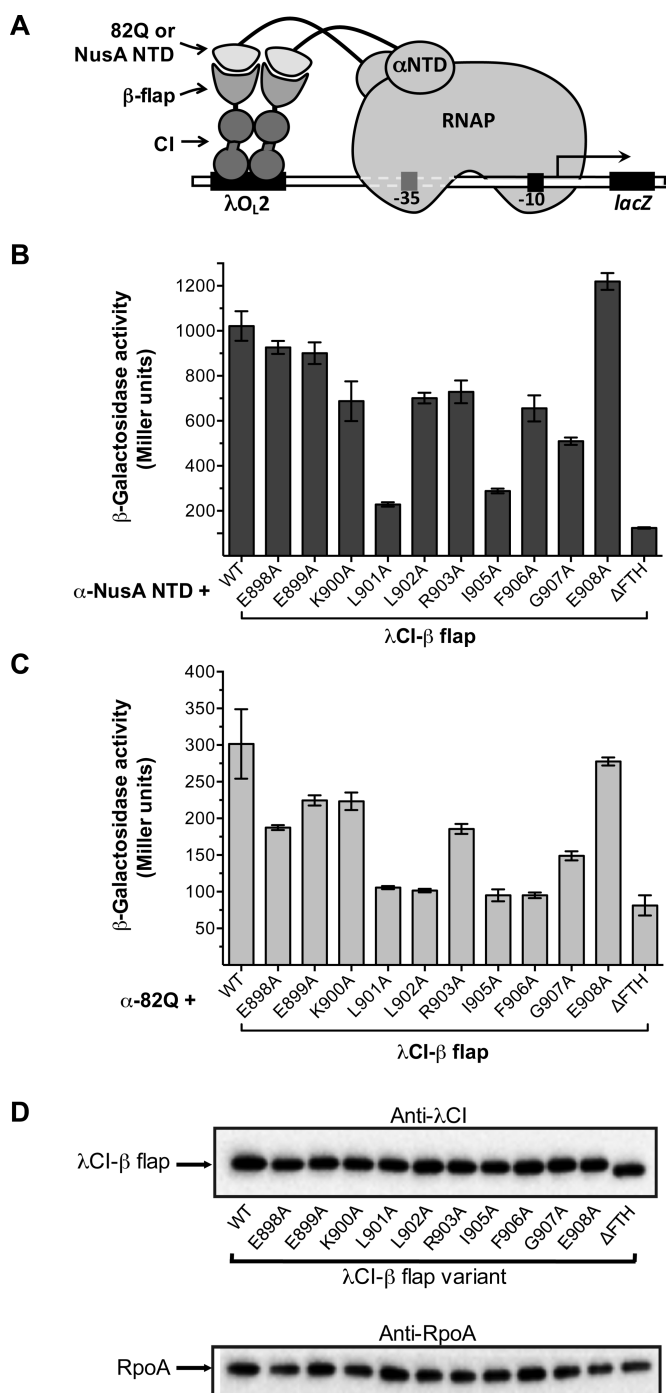 A
82Q or
NusA NTD
β-flap
CI
αNTD
RNAP
-35
-10
λOL2
lacZ
B
β-Galactosidase activity
(Miller units)
1200
1000
800
600
400
200
WT
E898A
E899A
K900A
L901A
L902A
R903A
I905A
F906A
G907A
E908A
ΔFTH
α-NusA NTD +
λCI-β flap
C
β-Galactosidase activity
(Miller units)
400
350
300
250
200
150
100
50
WT
E898A
E899A
K900A
L901A
L902A
R903A
I905A
F906A
G907A
E908A
ΔFTH
α-82Q +
λCI-β flap
D
Anti-λCI
λCI-β flap
WT
E898A
E899A
K900A
L901A
L902A
R903A
I905A
F906A
G907A
E908A
ΔFTH
λCI-β flap variant
Anti-RpoA
RpoA